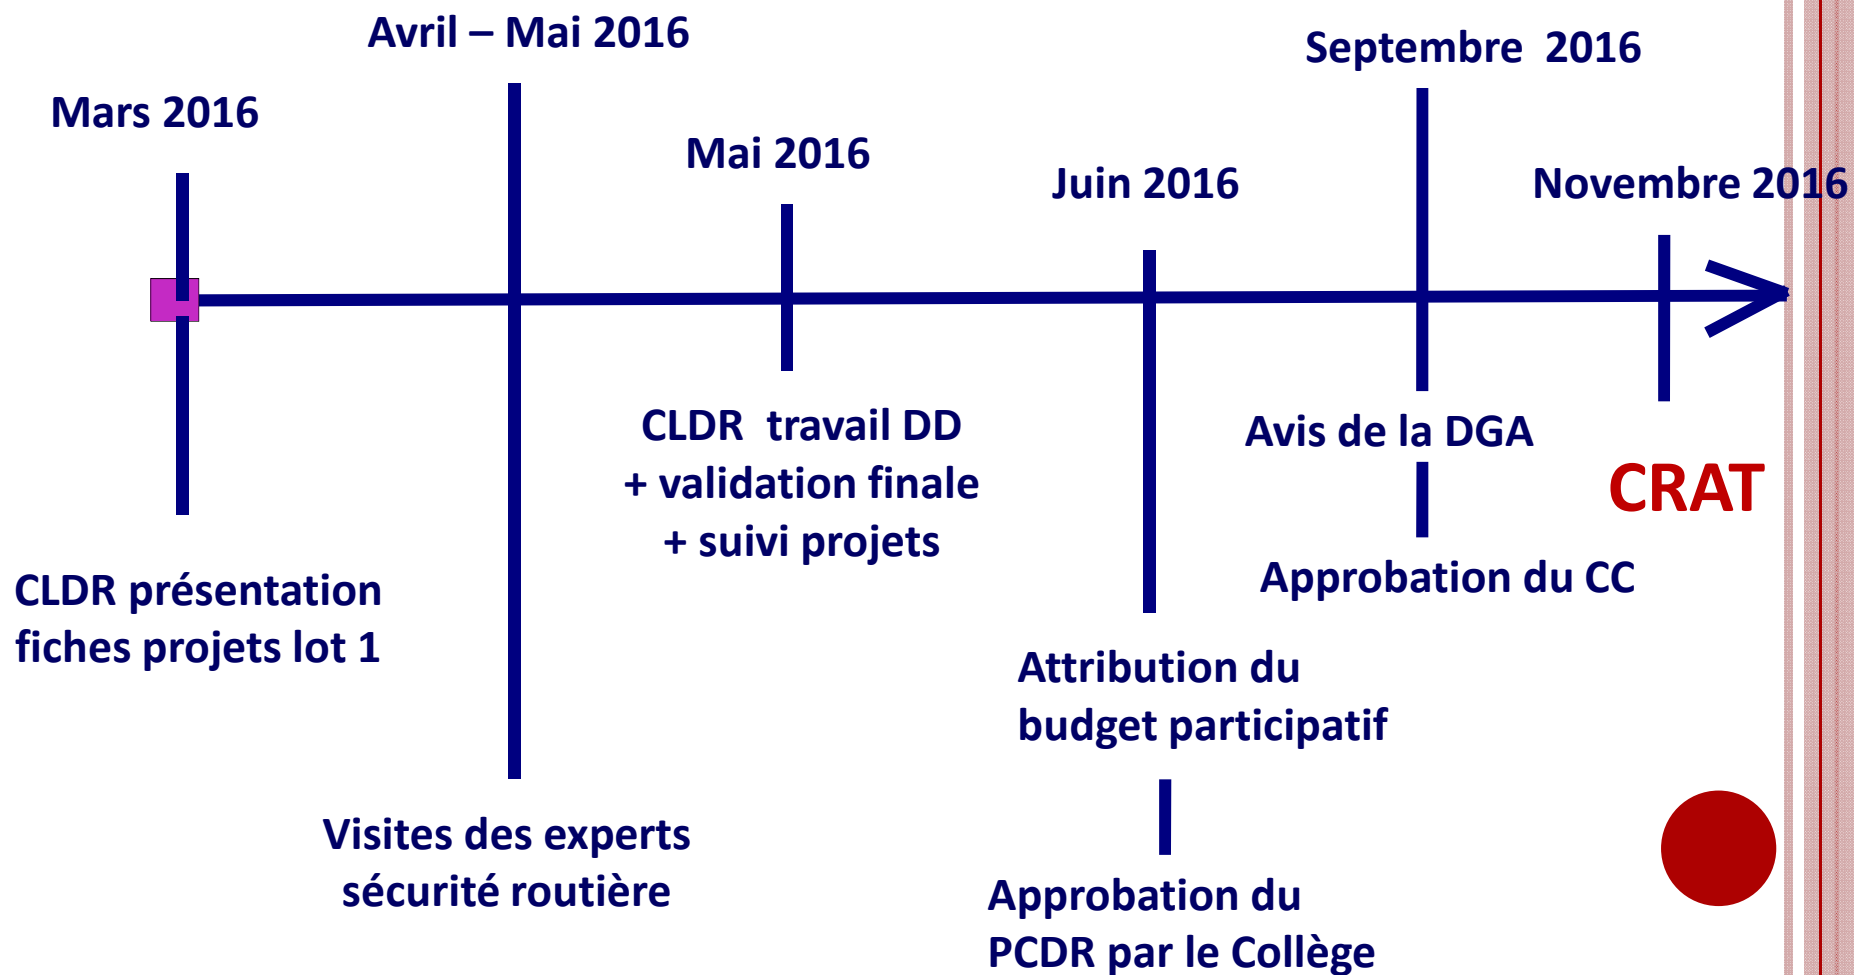 Mars 2016
CLDR présentation
fiches projets lot 1
Avril – Mai 2016
Visites des experts
sécurité routière
Mai 2016
CLDR travail DD
+ validation finale
+ suivi projets
Juin 2016
Attribution du
budget participatif
Approbation du
PCDR par le Collège
Septembre 2016
Avis de la DGA
Approbation du CC
Novembre 2016
CRAT